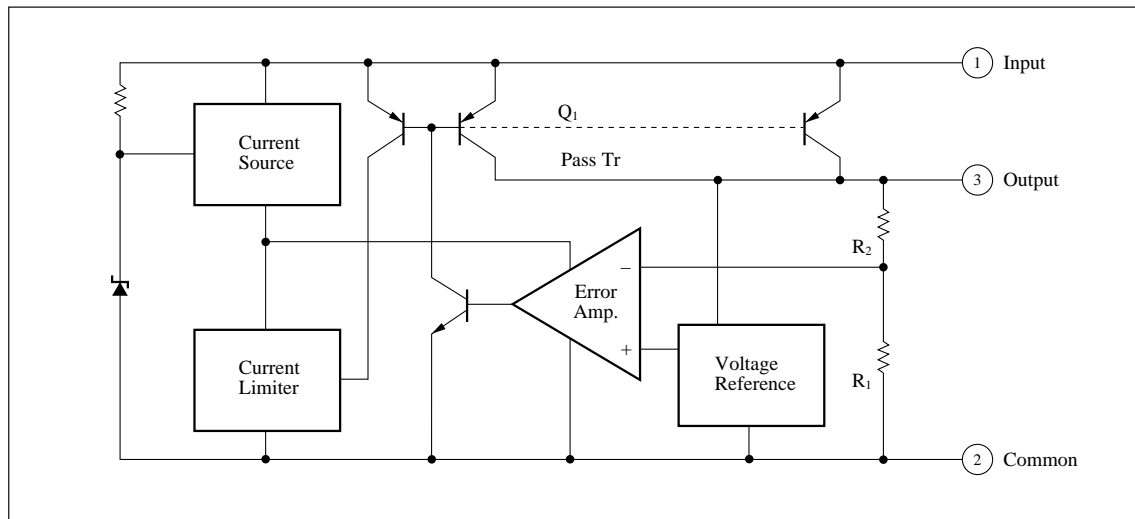 1 Input
Current
Source
Q1
Pass Tr
3 Output
R2
−
Error
Amp.
+
Current
Limiter
Voltage
Reference
R1
2 Common